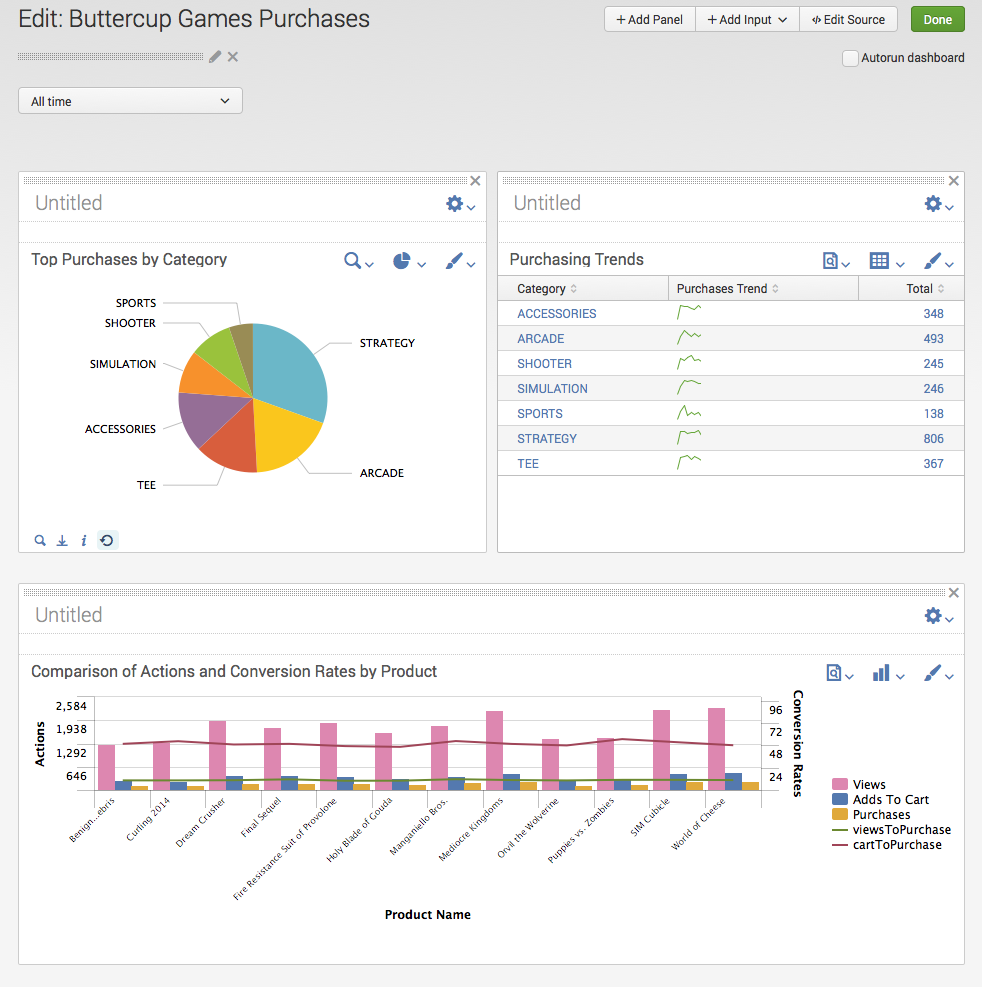 Edit: Buttercup Games Purchases
+ Add Panel
+ Add Input
Edit Source
Done
Autorun dashboard
All time
Untitled
Top Purchases by Category
SPORTS
SHOOTER
STRATEGY
SIMULATION
ACCESSORIES
ARCADE
TEE
Untitled
Purchasing Trends
Category Purchases Trend Total
ACCESSORIES 348
ARCADE 493
SHOOTER 245
SIMULATION 246
SPORTS 138
STRATEGY 806
TEE 367
Untitled
Comparison of Actions and Conversion Rates by Product
Actions
2,584
1,938
1,292
646
Conversion Rates
96
72
48
24
Benign...ebris
Curling 2014
Dream Crusher
Final Sequel
Fire Resistance Suit of Provolone
Holy Blade of Gouda
Manganiello Bros.
Mediocre Kingdoms
Orvil the Wolverine
Puppies vs. Zombies
SIM Cubicle
World of Cheese
Product Name
Views
Adds To Cart
Purchases
viewsToPurchase
cartToPurchase